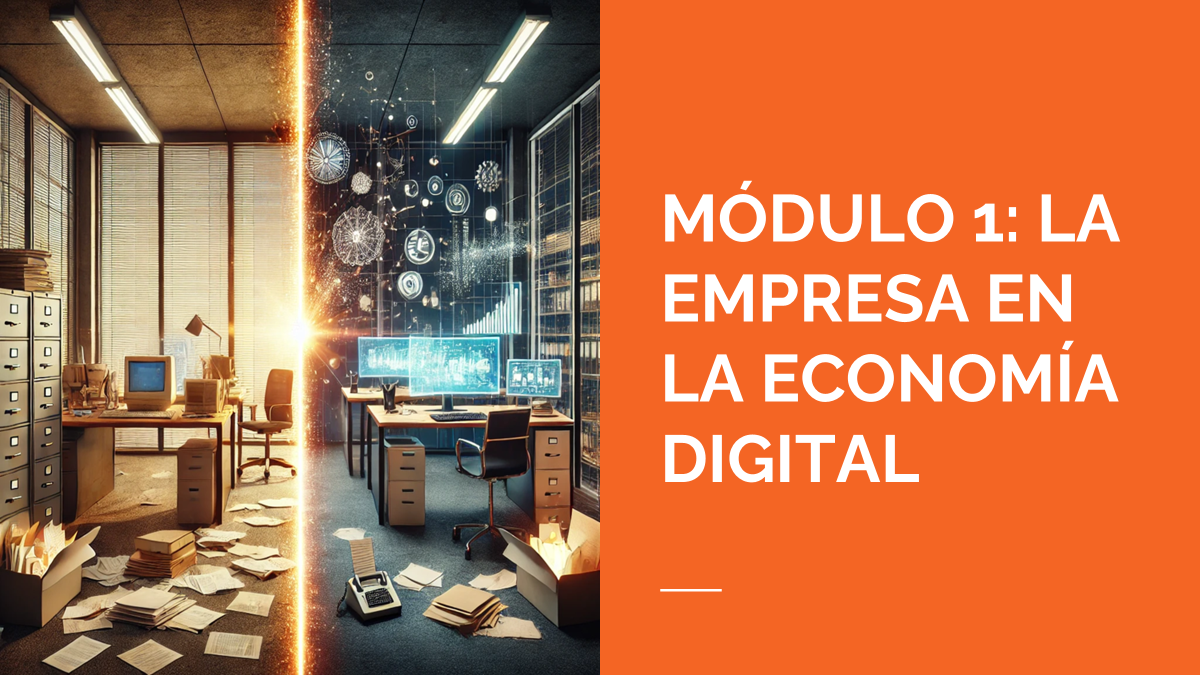 MÓDULO 1: LA
EMPRESA EN
LA ECONOMÍA
DIGITAL